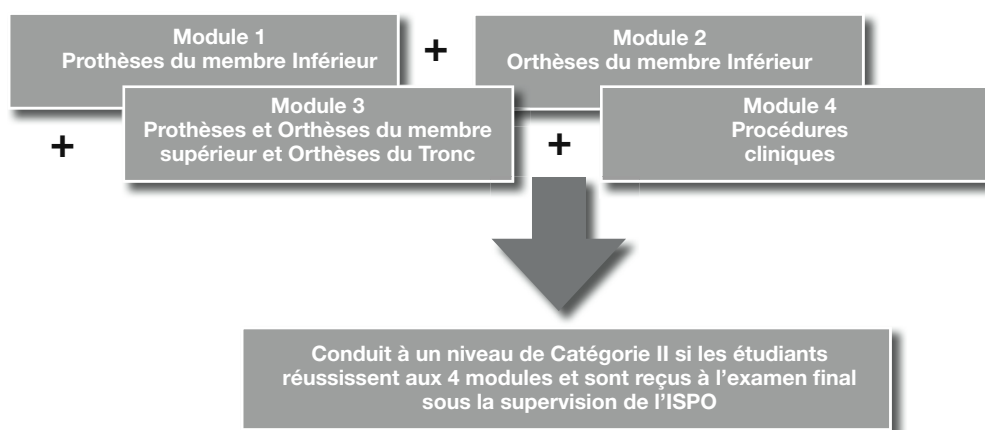 Module 1
Prothèses du membre Inférieur
+
Module 2
Orthèses du membre Inférieur
+
Module 3
Prothèses et Orthèses du membre
supérieur et Orthèses du Tronc
+
Module 4
Procédures
cliniques
Conduit à un niveau de Catégorie II si les étudiants
réussissent aux 4 modules et sont reçus à l’examen final
sous la supervision de l’ISPO